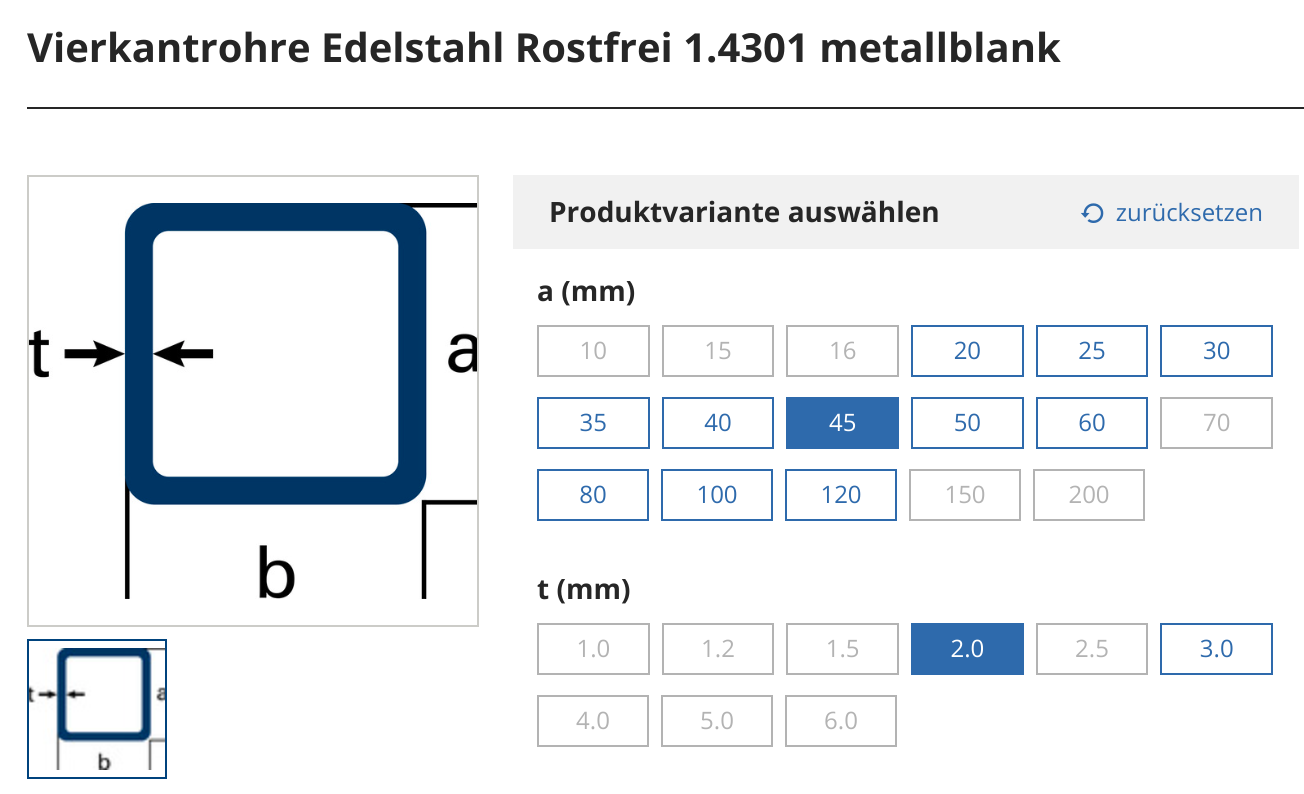 Vierkantrohre Edelstahl Rostfrei 1.4301 metallblank
Produktvariante auswählen zurücksetzen
a (mm)
10 15 16 20 25 30
35 40 45 50 60 70
80 100 120 150 200
t (mm)
1.0 1.2 1.5 2.0 2.5 3.0
4.0 5.0 6.0
t a
b
t a
b